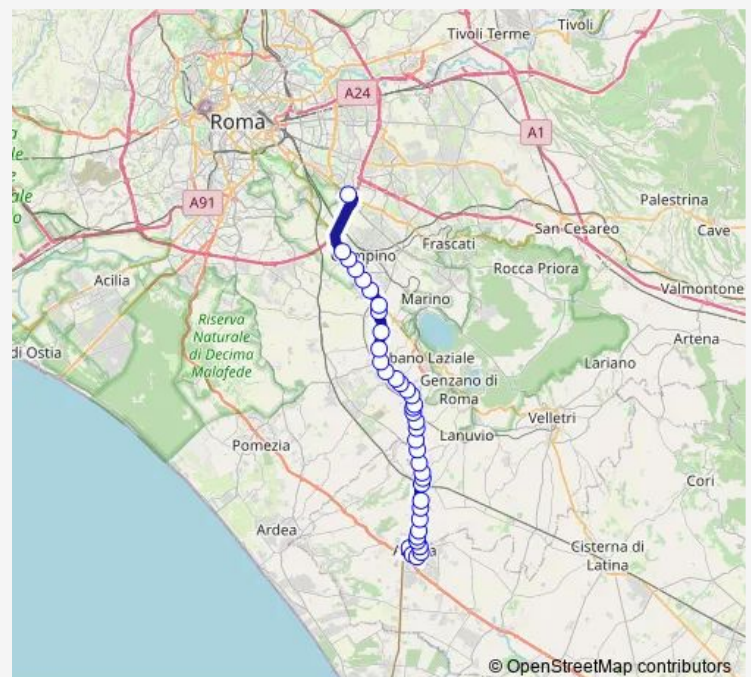 Tivoli
Tivoli Terme
A24
Roma
A1
A91
Palestrina
San Cesareo
Cave
Frascati
Rocca Priora
Acilia
Valmontone
Marino
Riserva
Naturale
di Decima
Malafede
di Ostia
Artena
Lariano
Genzano di
Roma
Velletri
Lanuvio
Pomezia
Cori
Ardea
Cisterna di
Latina
© OpenStreetMap contributors